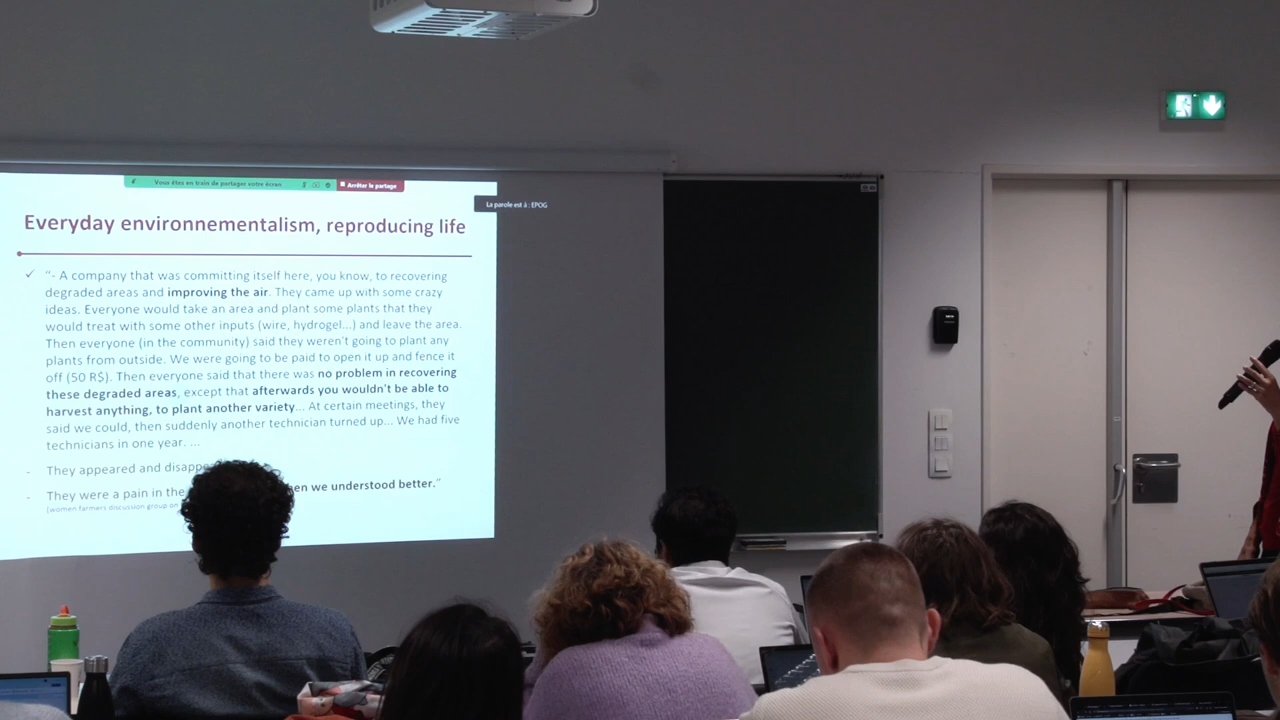 Vous êtes en train de partager votre écran
Arrêter le partage
La parole est à : EPOG
Everyday environnementalism, reproducing life
✓ "- A company that was committing itself here, you know, to recovering
degraded areas and improving the air. They came up with some crazy
ideas. Everyone would take an area and plant some plants that they
would treat with some other inputs (wire, hydrogel...) and leave the area.
Then everyone (in the community) said they weren't going to plant any
plants from outside. We were going to be paid to open it up and fence it
off (50 R$). Then everyone said that there was no problem in recovering
these degraded areas, except that afterwards you wouldn't be able to
harvest anything, to plant another variety... At certain meetings, they
said we could, then suddenly another technician turned up... We had five
technicians in one year. ...
- They appeared and
- They were a pain in the we understood better."
[women farmers discussion group on